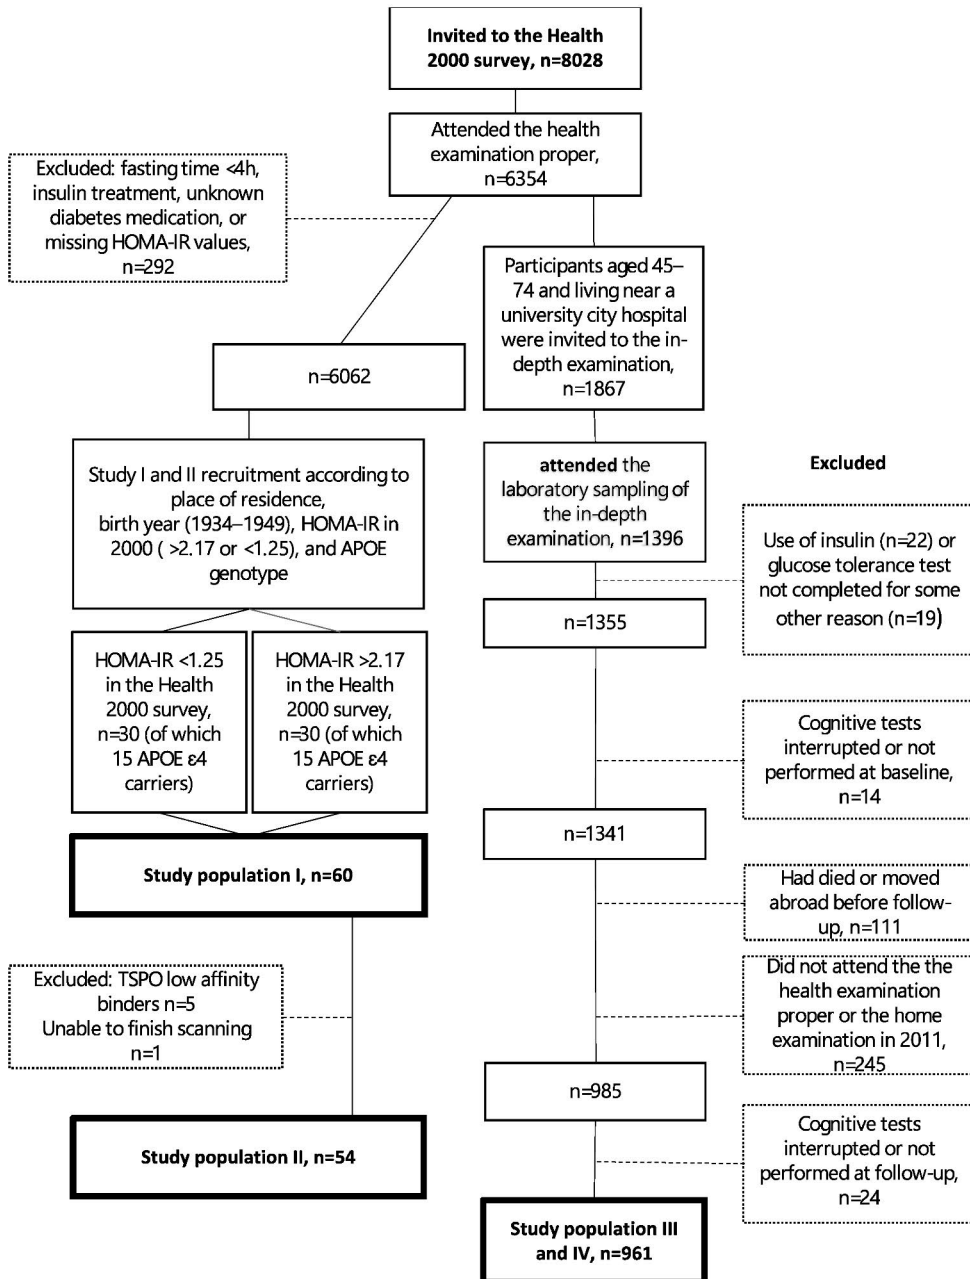 Invited to the Health
2000 survey, n=8028
Attended the health
examination proper,
n=6354
Excluded: fasting time <4h,
insulin treatment, unknown
diabetes medication, or
missing HOMA-IR values,
n=292
Participants aged 45–
74 and living near a
university city hospital
were invited to the in-
depth examination,
n=1867
n=6062
Study I and II recruitment according to
place of residence,
birth year (1934–1949), HOMA-IR in
2000 ( >2.17 or <1.25), and APOE
genotype
attended the
laboratory sampling of
the in-depth
examination, n=1396
Excluded
Use of insulin (n=22) or
glucose tolerance test
not completed for some
other reason (n=19)
n=1355
HOMA-IR <1.25
in the Health
2000 survey,
n=30 (of which
15 APOE ε4
carriers)
HOMA-IR >2.17
in the Health
2000 survey,
n=30 (of which
15 APOE ε4
carriers)
Cognitive tests
interrupted or not
performed at baseline,
n=14
n=1341
Study population I, n=60
Had died or moved
abroad before follow-
up, n=111
Excluded: TSPO low affinity
binders n=5
Unable to finish scanning
n=1
Did not attend the the
health examination
proper or the home
examination in 2011,
n=245
n=985
Study population II, n=54
Cognitive tests
interrupted or not
performed at follow-up,
n=24
Study population III
and IV, n=961